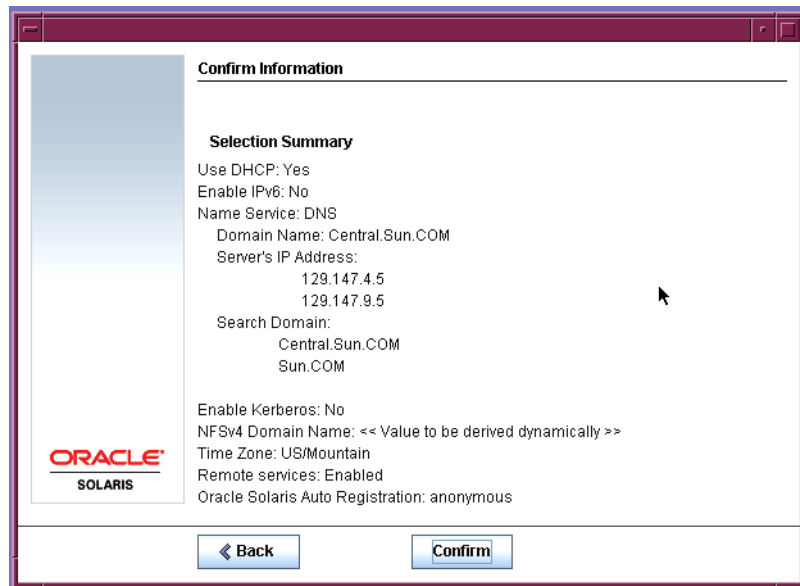 Confirm Information
Selection Summary
Use DHCP: Yes
Enable IPv6: No
Name Service: DNS
Domain Name: Central.Sun.COM
Server's IP Address:
129.147.4.5
129.147.9.5
Search Domain:
Central.Sun.COM
Sun.COM
Enable Kerberos: No
NFSv4 Domain Name: << Value to be derived dynamically >>
Time Zone: US/Mountain
Remote services: Enabled
Oracle Solaris Auto Registration: anonymous
ORACLE
SOLARIS
Back
Confirm